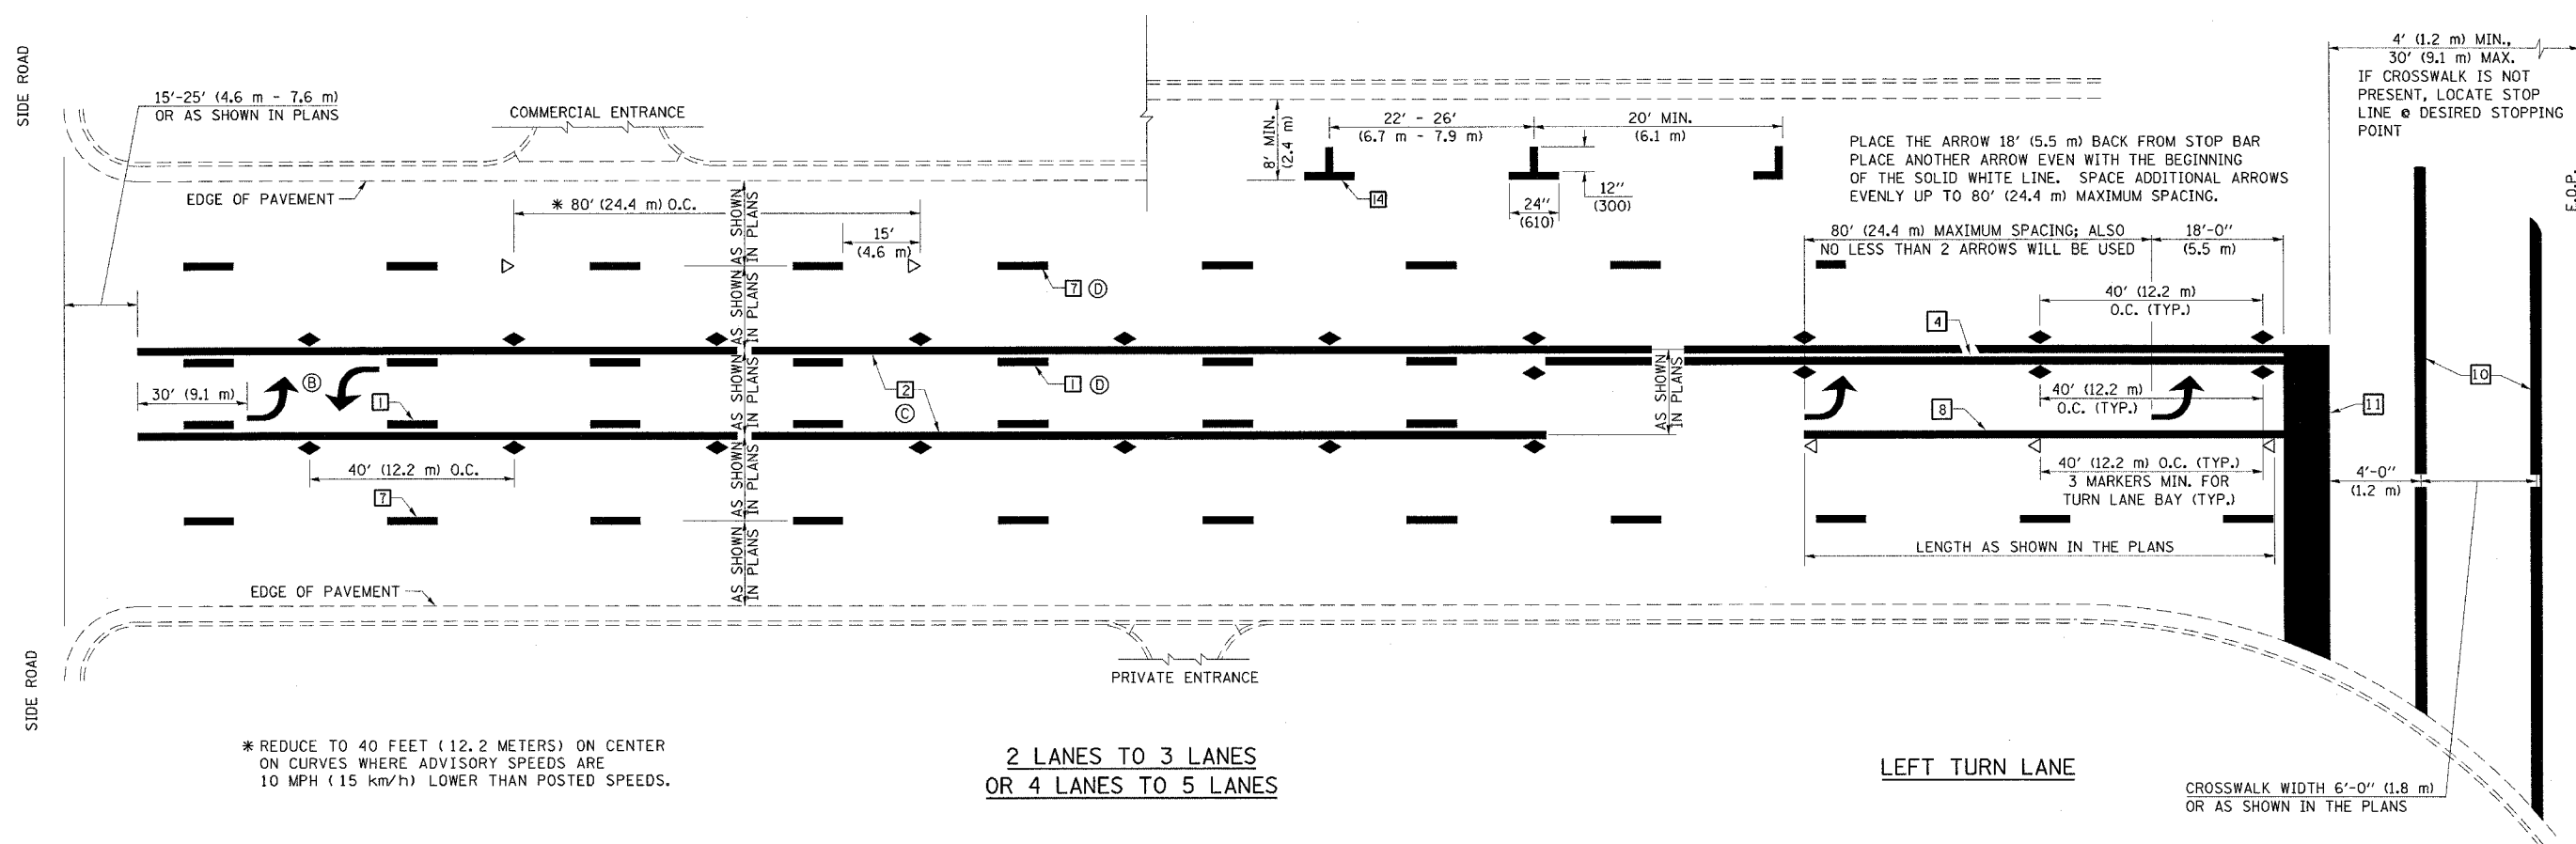 SIDE ROAD
15'-25' (4.6 m - 7.6 m)
OR AS SHOWN IN PLANS
COMMERCIAL ENTRANCE
EDGE OF PAVEMENT
* 80' (24.4 m) O.C.
15'
(4.6 m)
7 D
AS SHOWN
IN PLANS
AS SHOWN
IN PLANS
AS SHOWN
IN PLANS
AS SHOWN
IN PLANS
AS SHOWN
IN PLANS
8' MIN.
(2.4 m)
22' - 26'
(6.7 m - 7.9 m)
20' MIN.
(6.1 m)
14
24"
(610)
12"
(300)
4' (1.2 m) MIN.,
30' (9.1 m) MAX.
IF CROSSWALK IS NOT
PRESENT, LOCATE STOP
LINE @ DESIRED STOPPING
POINT
E.O.P.
PLACE THE ARROW 18' (5.5 m) BACK FROM STOP BAR
PLACE ANOTHER ARROW EVEN WITH THE BEGINNING
OF THE SOLID WHITE LINE. SPACE ADDITIONAL ARROWS
EVENLY UP TO 80' (24.4 m) MAXIMUM SPACING.
80' (24.4 m) MAXIMUM SPACING; ALSO
NO LESS THAN 2 ARROWS WILL BE USED
18'-0"
(5.5 m)
40' (12.2 m)
O.C. (TYP.)
4
30' (9.1 m)
B
1
2
C
1 D
AS SHOWN
IN PLANS
40' (12.2 m)
O.C. (TYP.)
8
10
11
40' (12.2 m) O.C.
7
40' (12.2 m) O.C. (TYP.)
3 MARKERS MIN. FOR
TURN LANE BAY (TYP.)
4'-0"
(1.2 m)
LENGTH AS SHOWN IN THE PLANS
EDGE OF PAVEMENT
PRIVATE ENTRANCE
SIDE ROAD
* REDUCE TO 40 FEET (12.2 METERS) ON CENTER
ON CURVES WHERE ADVISORY SPEEDS ARE
10 MPH (15 km/h) LOWER THAN POSTED SPEEDS.
2 LANES TO 3 LANES
OR 4 LANES TO 5 LANES
LEFT TURN LANE
CROSSWALK WIDTH 6'-0" (1.8 m)
OR AS SHOWN IN THE PLANS